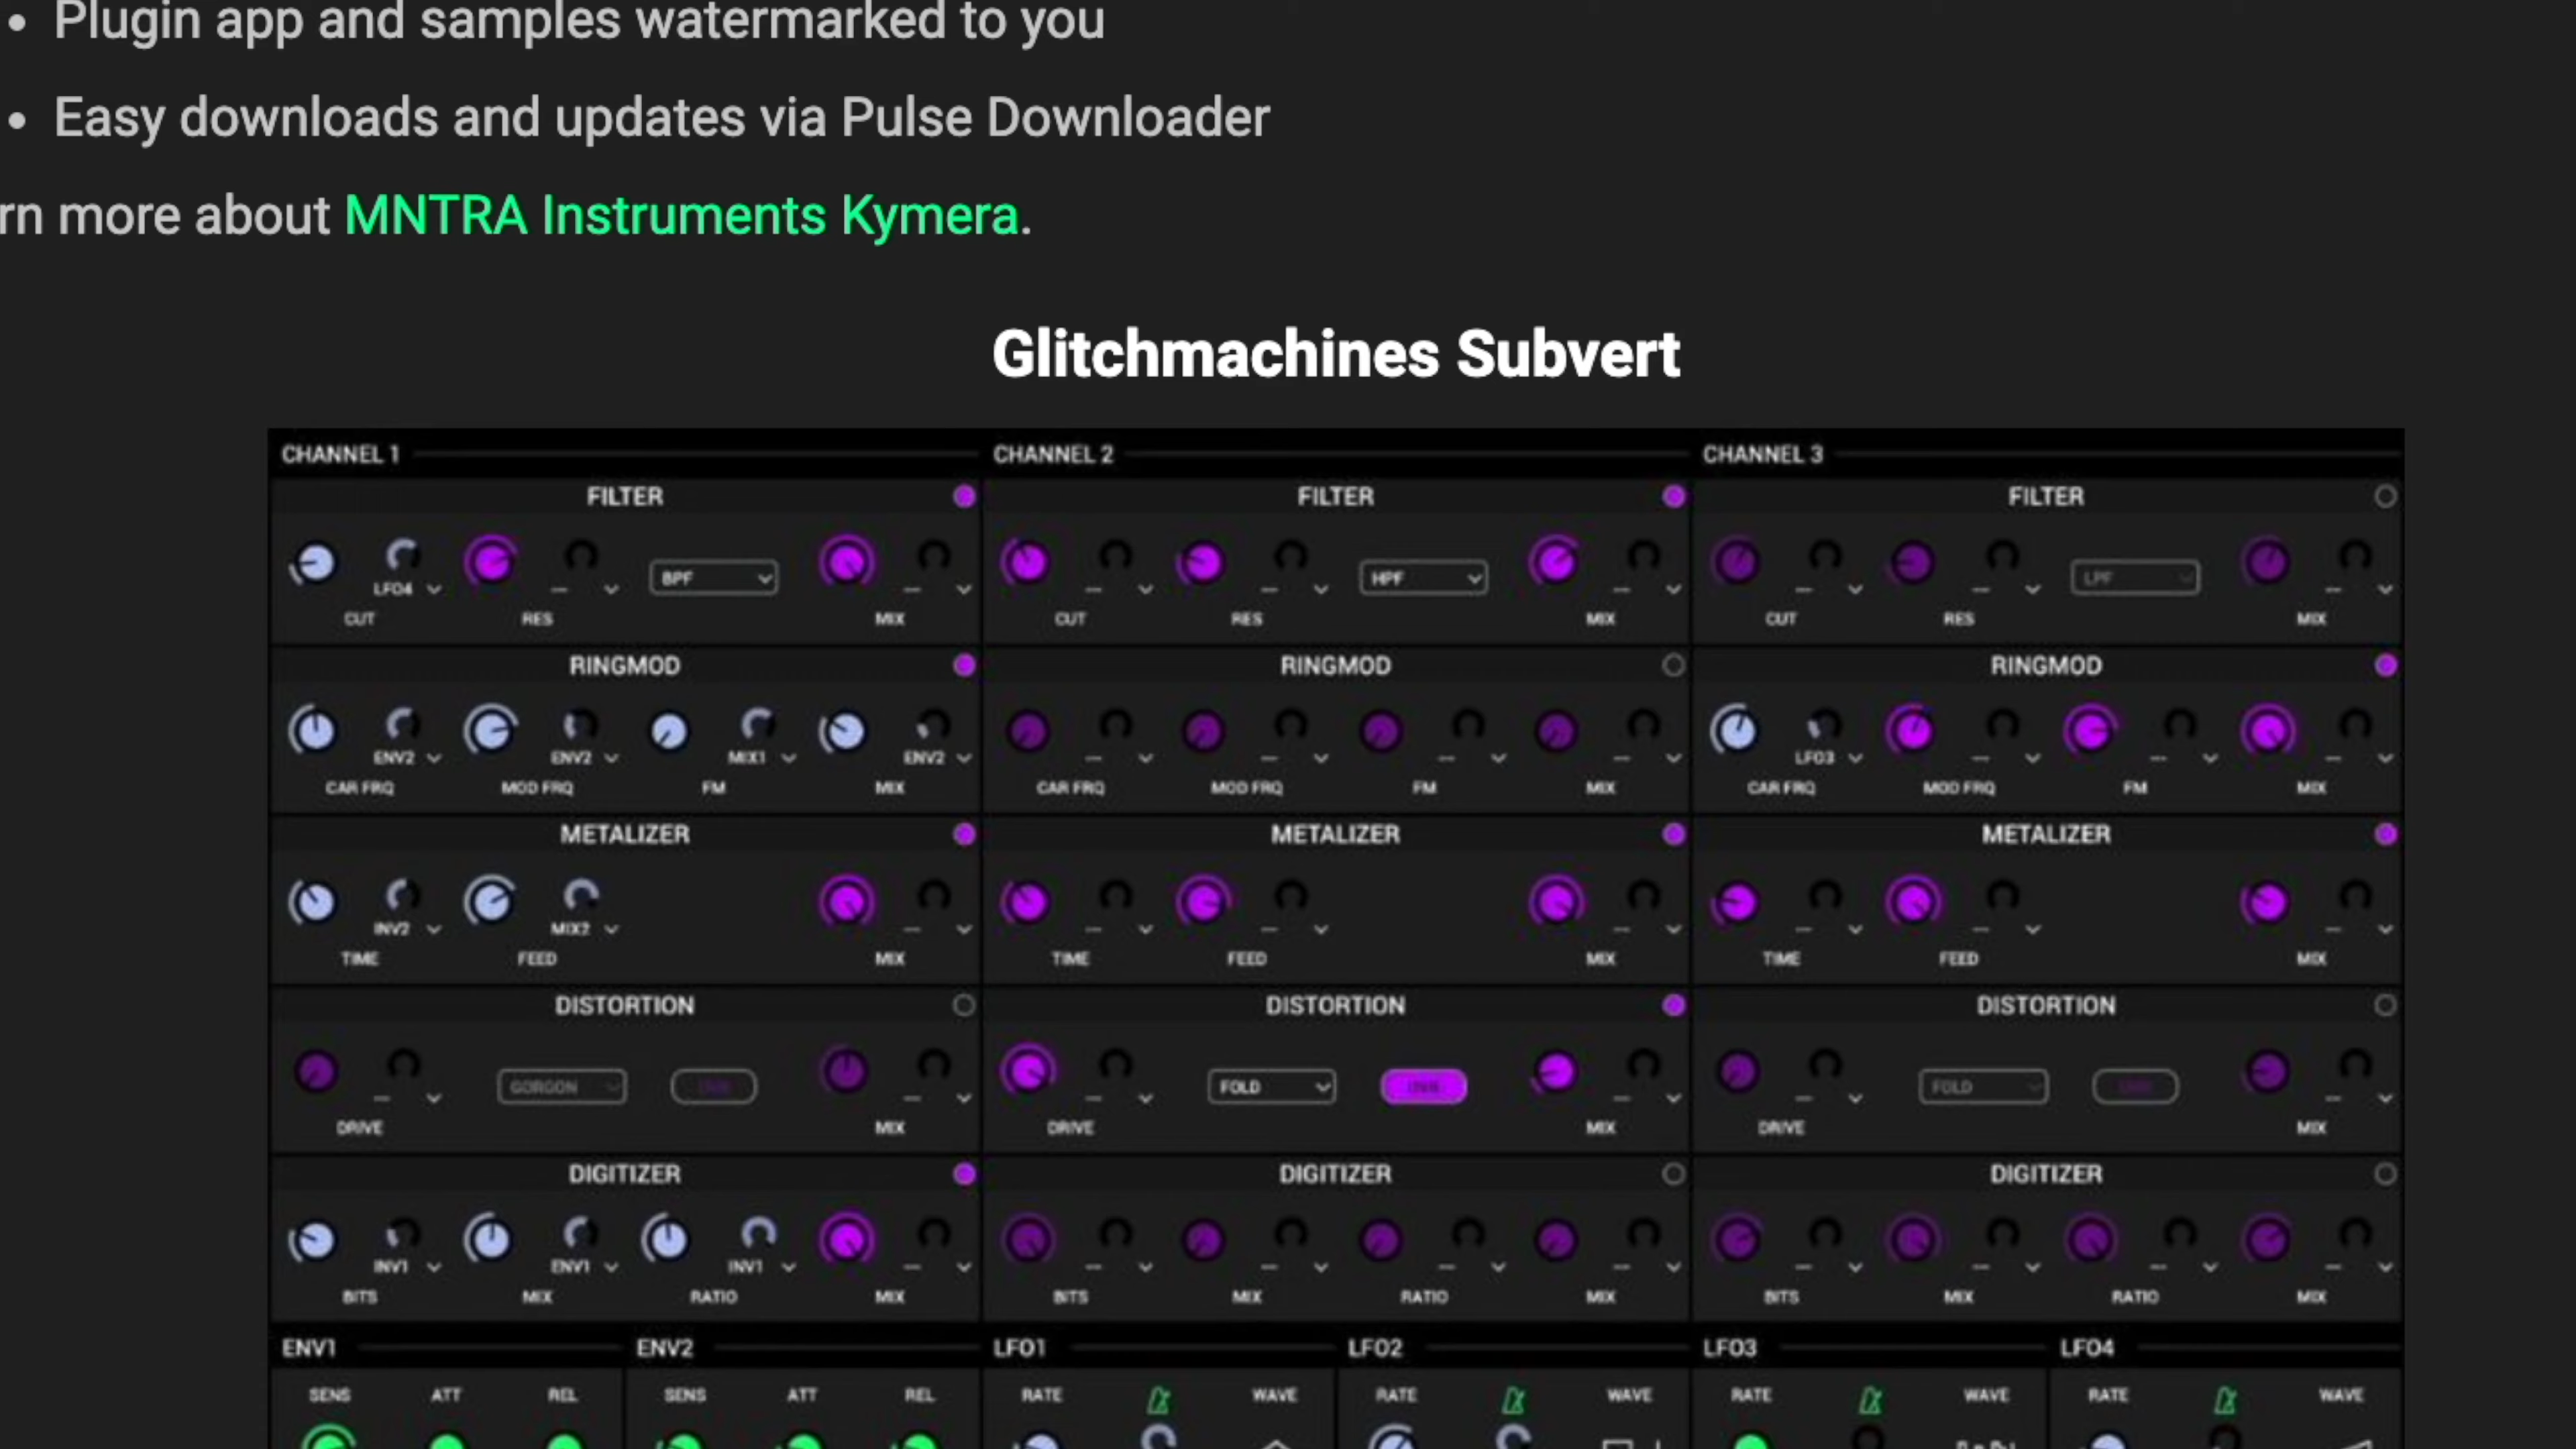 • Plugin app and samples watermarked to you
• Easy downloads and updates via Pulse Downloader
rn more about MNTRA Instruments Kymera.
Glitchmachines Subvert
CHANNEL 1 CHANNEL 2 CHANNEL 3
FILTER FILTER FILTER
LFO4 -- BPF -- -- -- HPF -- -- -- LPF --
CUT RES MIX CUT RES MIX CUT RES MIX
RINGMOD RINGMOD RINGMOD
ENV2 ENV2 MIX1 ENV2 -- -- -- -- LFO3 -- -- --
CAR FRQ MOD FRQ FM MIX CAR FRQ MOD FRQ FM MIX CAR FRQ MOD FRQ FM MIX
METALIZER METALIZER METALIZER
INV2 MIX2 -- -- -- -- -- -- --
TIME FEED MIX TIME FEED MIX TIME FEED MIX
DISTORTION DISTORTION DISTORTION
-- GORGON -- -- FOLD -- -- FOLD --
DRIVE MIX DRIVE MIX DRIVE MIX
DIGITIZER DIGITIZER DIGITIZER
INV1 ENV1 INV1 -- -- -- -- -- -- -- -- --
BITS MIX RATIO MIX BITS MIX RATIO MIX BITS MIX RATIO MIX
ENV1 ENV2 LFO1 LFO2 LFO3 LFO4
SENS ATT REL SENS ATT REL RATE WAVE RATE WAVE RATE WAVE RATE WAVE